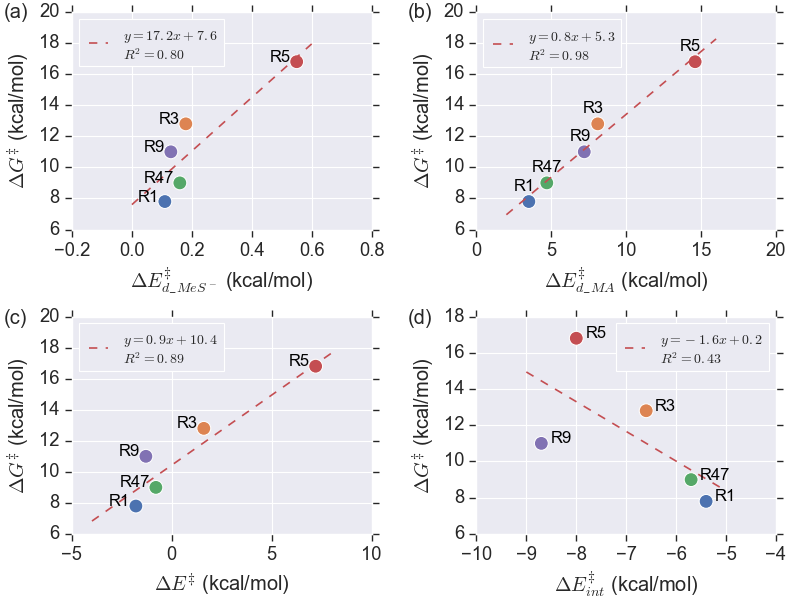 (a)
20
18
16
14
12
10
8
6
ΔG‡ (kcal/mol)
y = 17.2x + 7.6
R² = 0.80
R5
R3
R9
R47
R1
−0.2 0.0 0.2 0.4 0.6 0.8
ΔE‡d_MeS⁻ (kcal/mol)
(b)
20
18
16
14
12
10
8
6
ΔG‡ (kcal/mol)
y = 0.8x + 5.3
R² = 0.98
R5
R3
R9
R47
R1
0 5 10 15 20
ΔE‡d_MA (kcal/mol)
(c)
20
18
16
14
12
10
8
6
ΔG‡ (kcal/mol)
y = 0.9x + 10.4
R² = 0.89
R5
R3
R9
R47
R1
−5 0 5 10
ΔE‡ (kcal/mol)
(d)
18
16
14
12
10
8
6
ΔG‡ (kcal/mol)
y = −1.6x + 0.2
R² = 0.43
R5
R3
R9
R47
R1
−10 −9 −8 −7 −6 −5 −4
ΔE‡int (kcal/mol)